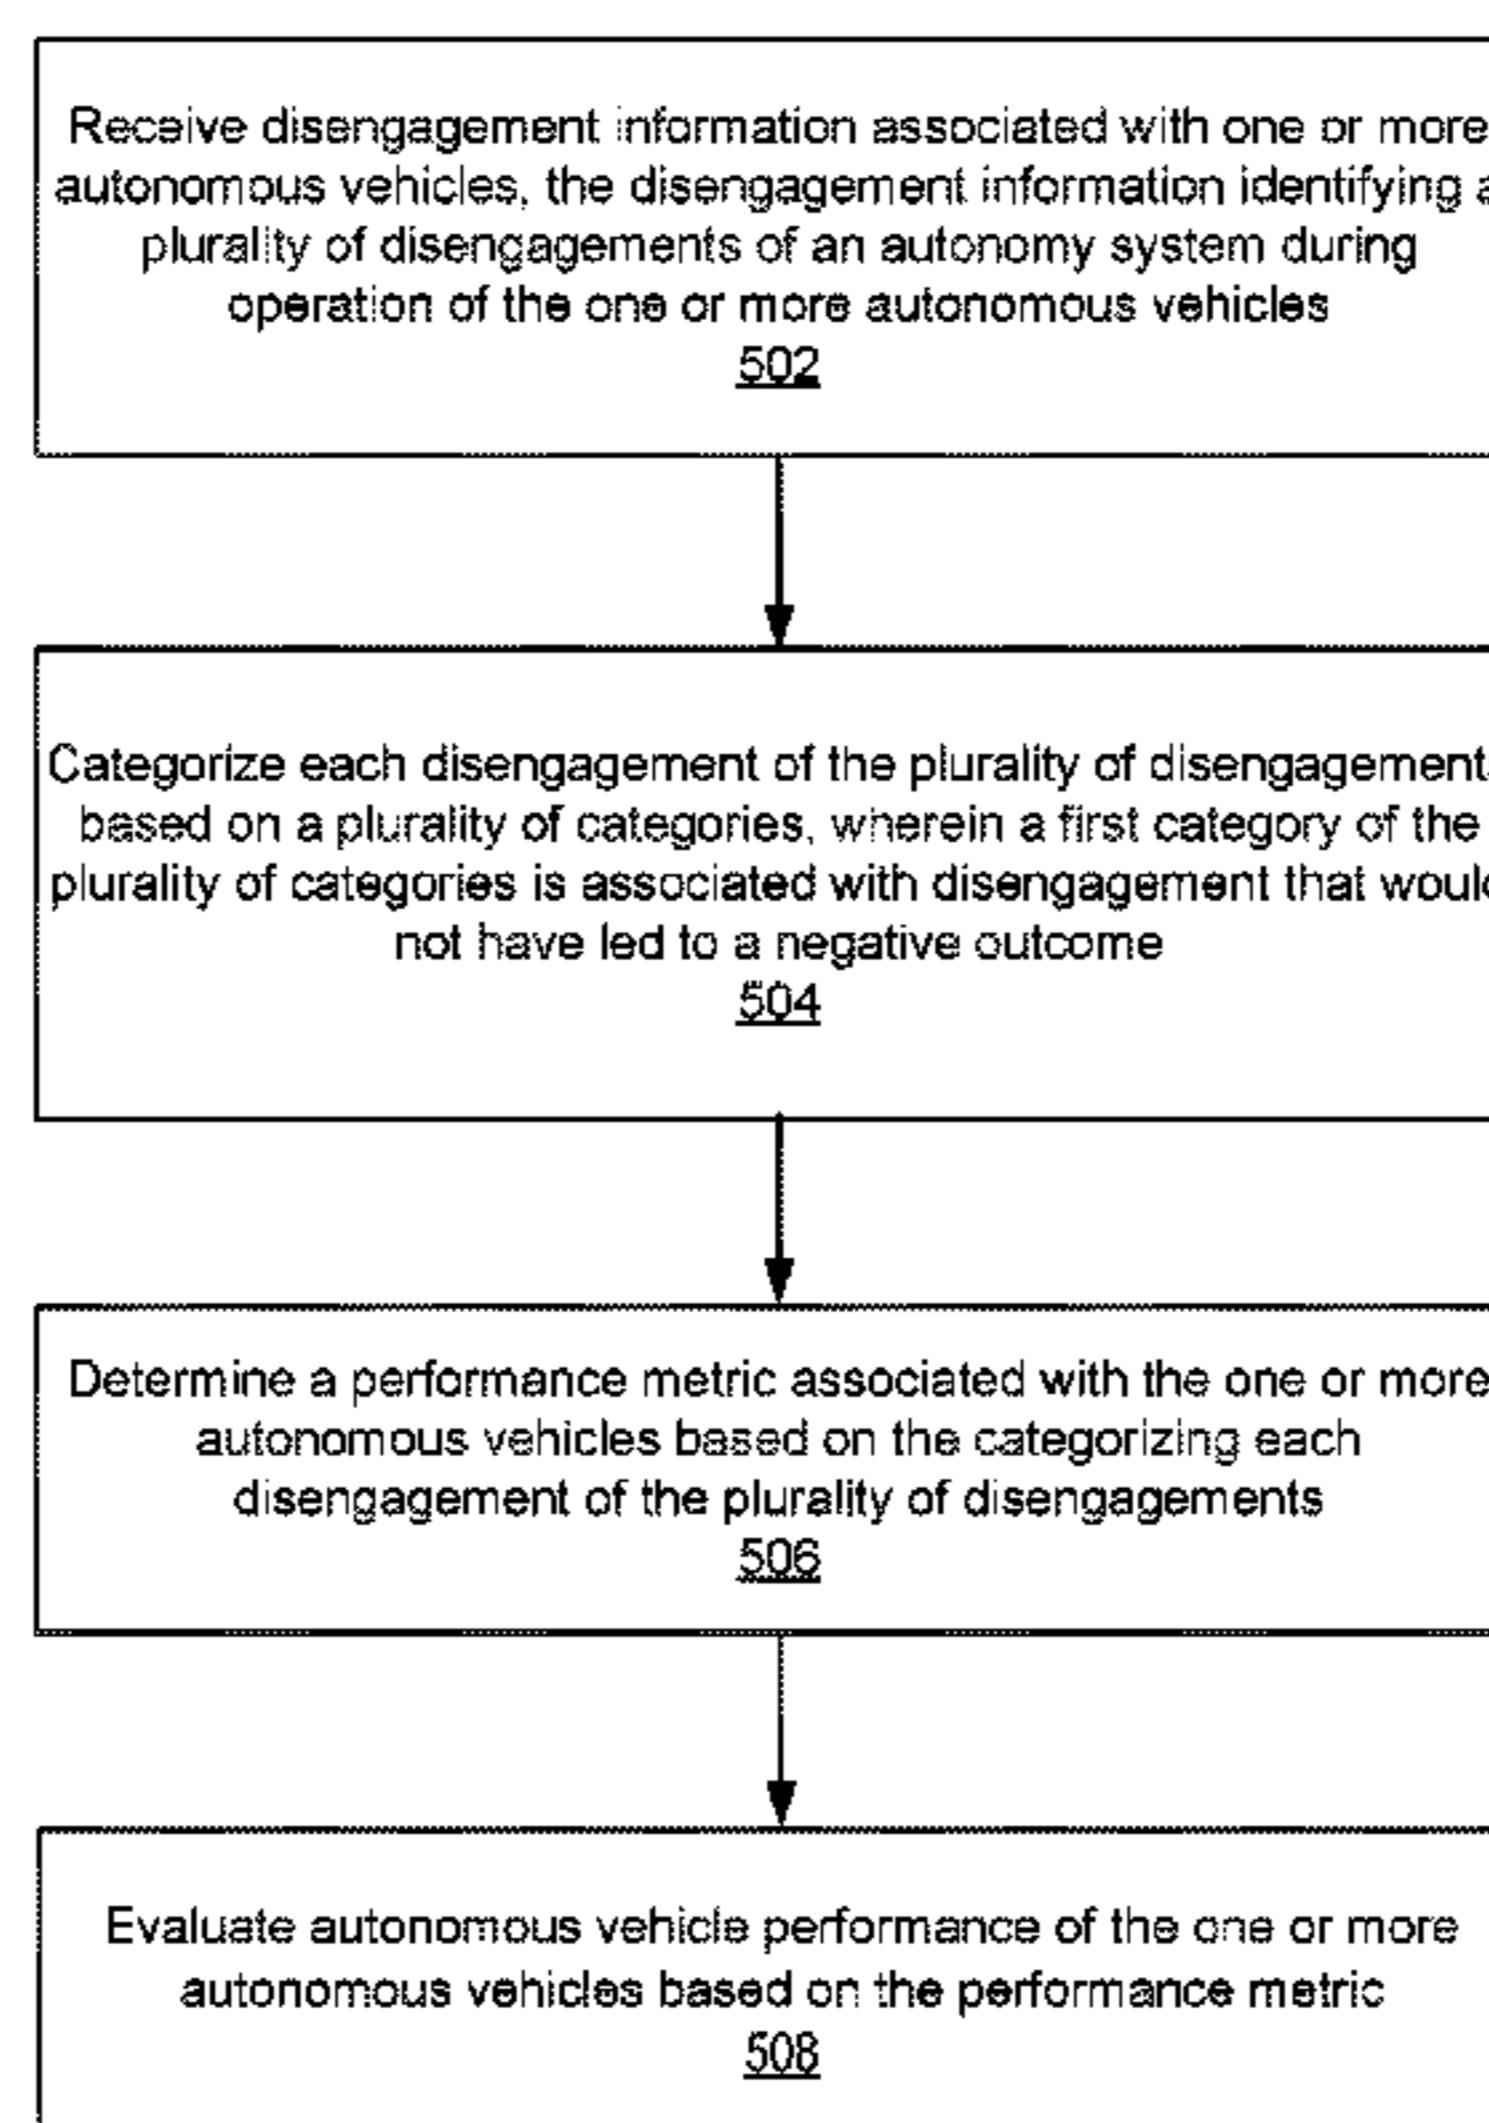 Receive disengagement information associated with one or more
autonomous vehicles, the disengagement information identifying a
plurality of disengagements of an autonomy system during
operation of the one or more autonomous vehicles
502
Categorize each disengagement of the plurality of disengagements
based on a plurality of categories, wherein a first category of the
plurality of categories is associated with disengagement that would
not have led to a negative outcome
504
Determine a performance metric associated with the one or more
autonomous vehicles based on the categorizing each
disengagement of the plurality of disengagements
506
Evaluate autonomous vehicle performance of the one or more
autonomous vehicles based on the performance metric
508